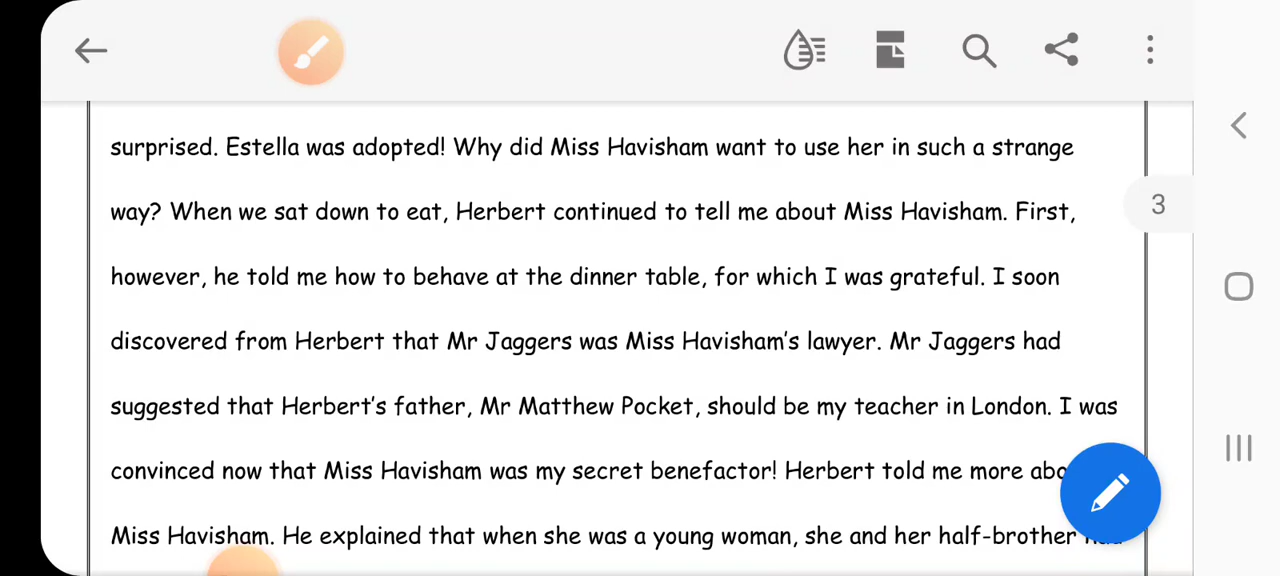 surprised. Estella was adopted! Why did Miss Havisham want to use her in such a strange
way? When we sat down to eat, Herbert continued to tell me about Miss Havisham. First,
3
however, he told me how to behave at the dinner table, for which I was grateful. I soon
discovered from Herbert that Mr Jaggers was Miss Havisham's lawyer. Mr Jaggers had
suggested that Herbert's father, Mr Matthew Pocket, should be my teacher in London. I was
convinced now that Miss Havisham was my secret benefactor! Herbert told me more
Miss Havisham. He explained that when she was a young woman, she and her half-brother